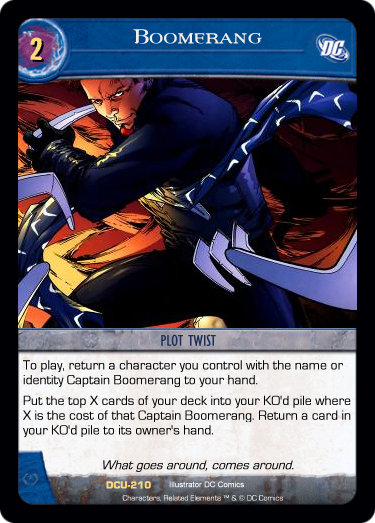 2
BOOMERANG
DC
PLOT TWIST
To play, return a character you control with the name or
identity Captain Boomerang to your hand.
Put the top X cards of your deck into your KO'd pile where
X is the cost of that Captain Boomerang. Return a card in
your KO'd pile to its owner's hand.
What goes around, comes around.
DCU-210 Illustrator DC Comics
Characters, Related Elements ™ & © DC Comics